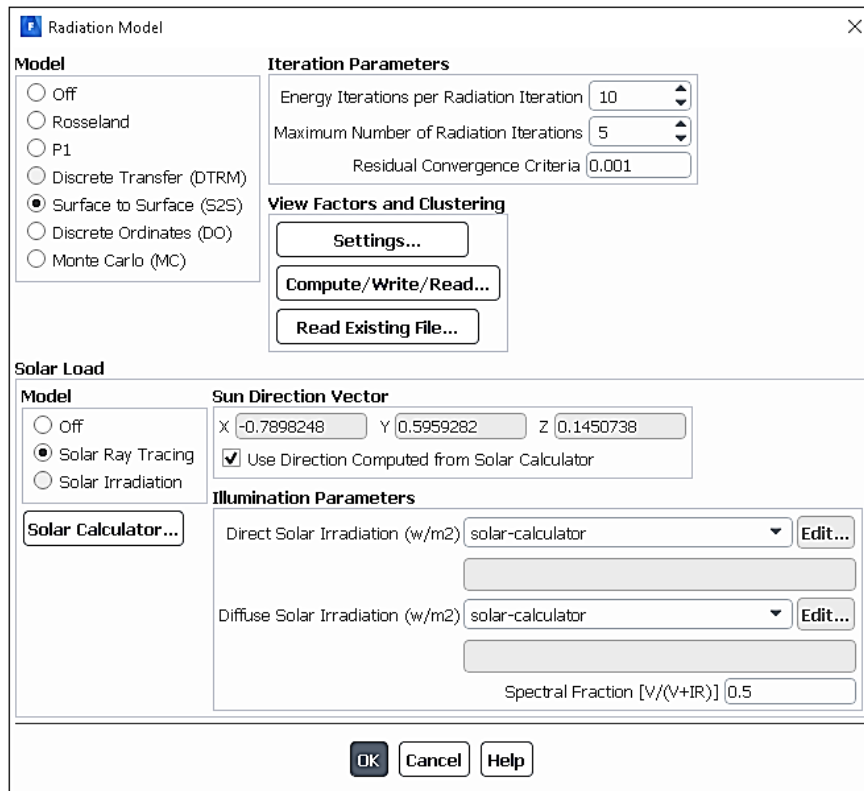 F Radiation Model
Model
Off
Rosseland
P1
Discrete Transfer (DTRM)
Surface to Surface (S2S)
Discrete Ordinates (DO)
Monte Carlo (MC)
Iteration Parameters
Energy Iterations per Radiation Iteration 10
Maximum Number of Radiation Iterations 5
Residual Convergence Criteria 0.001
View Factors and Clustering
Settings...
Compute/Write/Read...
Read Existing File...
Solar Load
Model
Off
Solar Ray Tracing
Solar Irradiation
Solar Calculator...
Sun Direction Vector
X -0.7898248 Y 0.5959282 Z 0.1450738
Use Direction Computed from Solar Calculator
Illumination Parameters
Direct Solar Irradiation (w/m2) solar-calculator Edit...
Diffuse Solar Irradiation (w/m2) solar-calculator Edit...
Spectral Fraction [V/(V+IR)] 0.5
OK Cancel Help